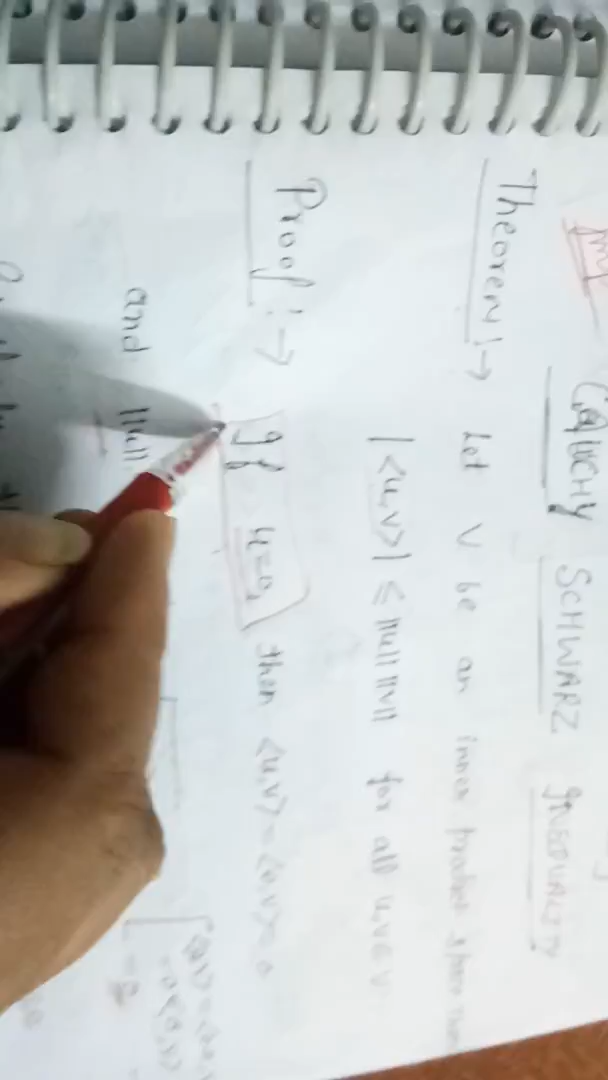 CAUCHY SCHWARZ INEQUALITY
Theorem :→ Let V be an inner product space then
|<u,v>| ≤ ||u|| ||v|| for all u,v∈V
Proof :→ If u=0, then <u,v> = <0,v> = 0
and ||u||